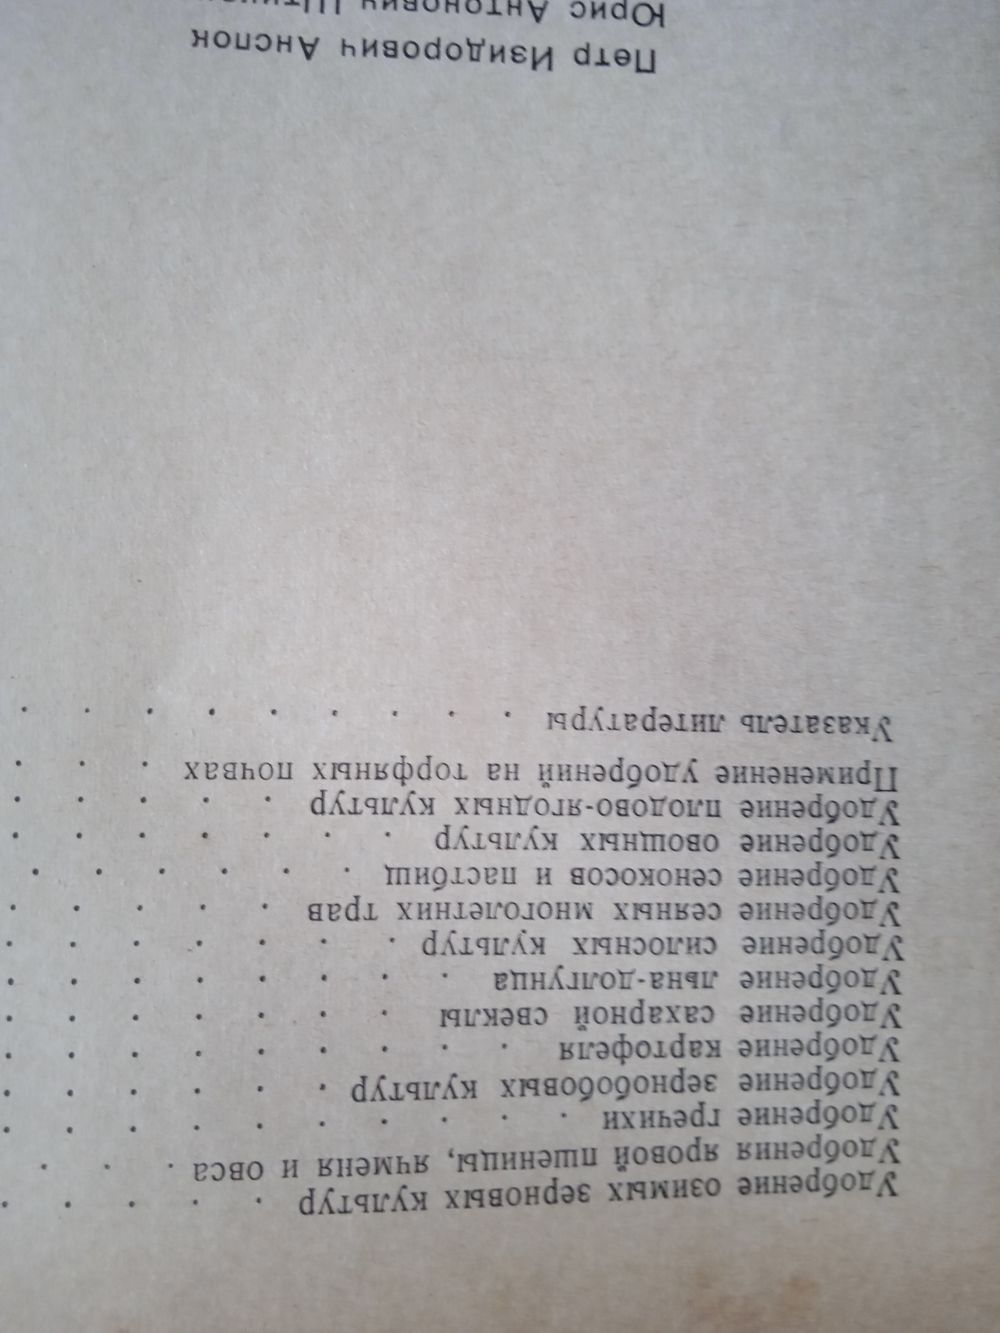 Удобрение озимых зерновых культур . . . . .
Удобрения яровой пшеницы, ячменя и овса . . .
Удобрение гречихи . . . . . . . . . .
Удобрение зернобобовых культур . . . . . .
Удобрение картофеля . . . . . . . . .
Удобрение сахарной свеклы . . . . . . .
Удобрение льна-долгунца . . . . . . . .
Удобрение силосных культур . . . . . . .
Удобрение сеяных многолетних трав . . . . .
Удобрение сенокосов и пастбищ . . . . . .
Удобрение овощных культур . . . . . . .
Удобрение плодово-ягодных культур . . . . .
Применение удобрений на торфяных почвах . . .
Указатель литературы . . . . . . . . .
Петр Изидорович Анспок
Юрис Антонович